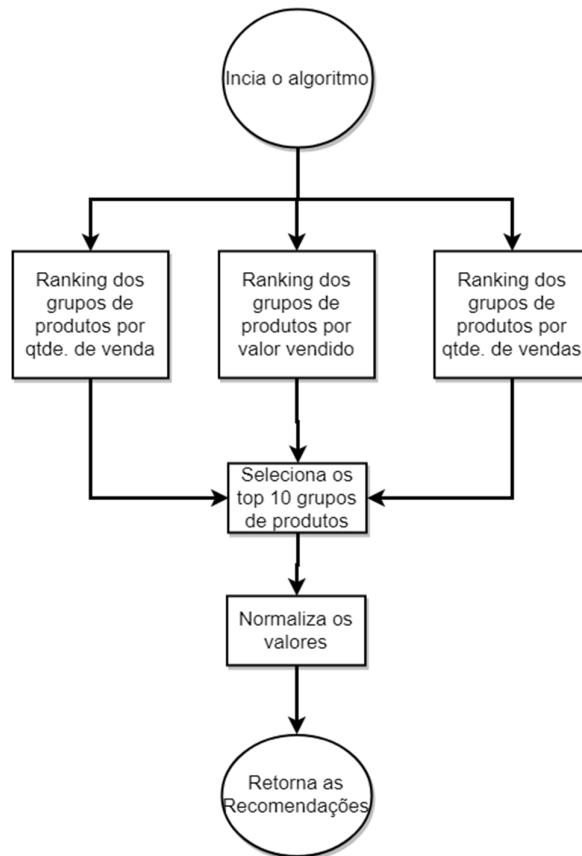 Incia o algoritmo
Ranking dos
grupos de
produtos por
qtde. de venda
Ranking dos
grupos de
produtos por
valor vendido
Ranking dos
grupos de
produtos por
qtde. de vendas
Seleciona os
top 10 grupos
de produtos
Normaliza os
valores
Retorna as
Recomendações